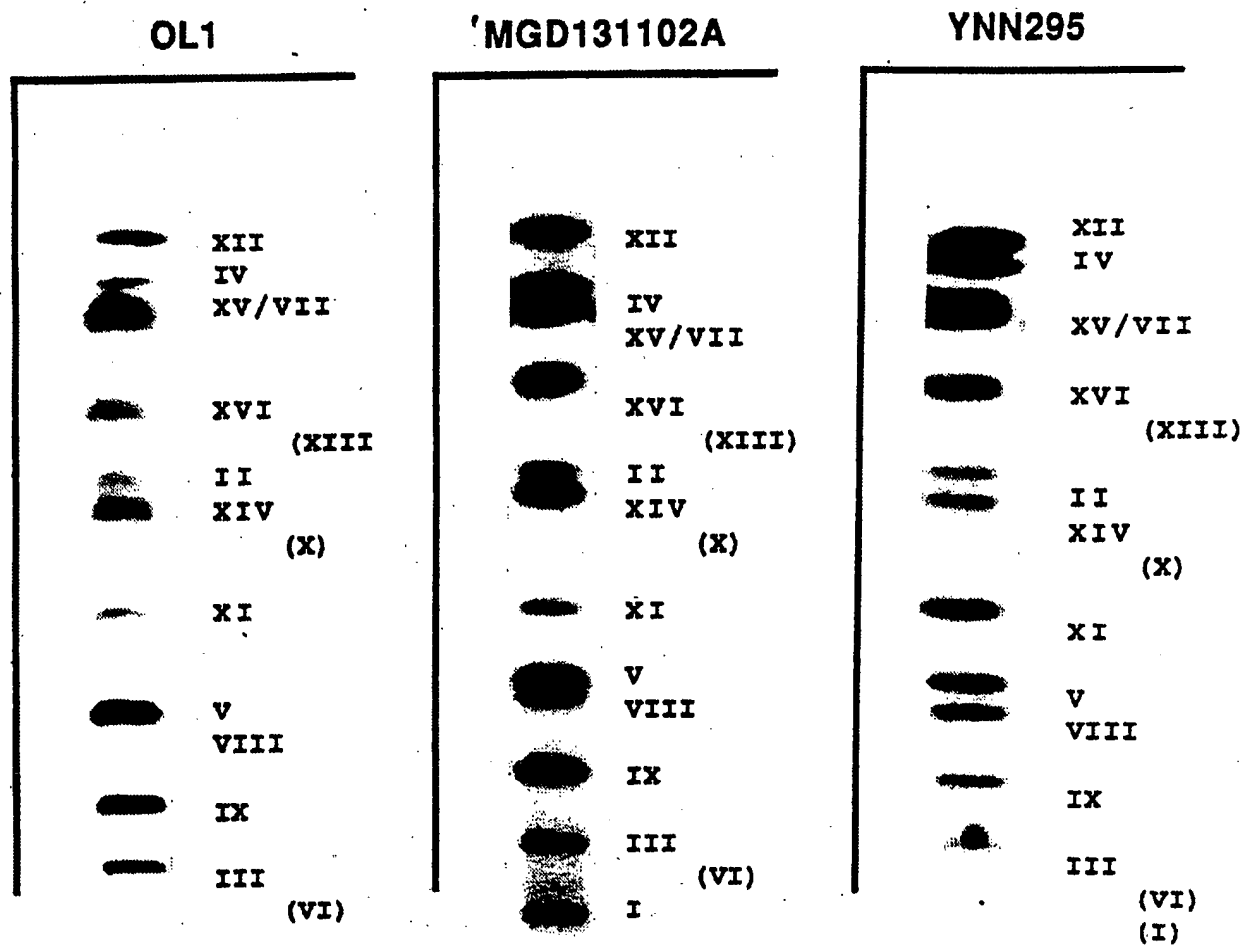 OL1
XII
IV
XV/VII
XVI
(XIII
II
XIV
(X)
XI
V
VIII
IX
III
(VI)
'MGD131102A
XII
IV
XV/VII
XVI
(XIII)
II
XIV
(X)
XI
V
VIII
IX
III
(VI)
I
YNN295
XII
IV
XV/VII
XVI
(XIII)
II
XIV
(X)
XI
V
VIII
IX
III
(VI)
(I)